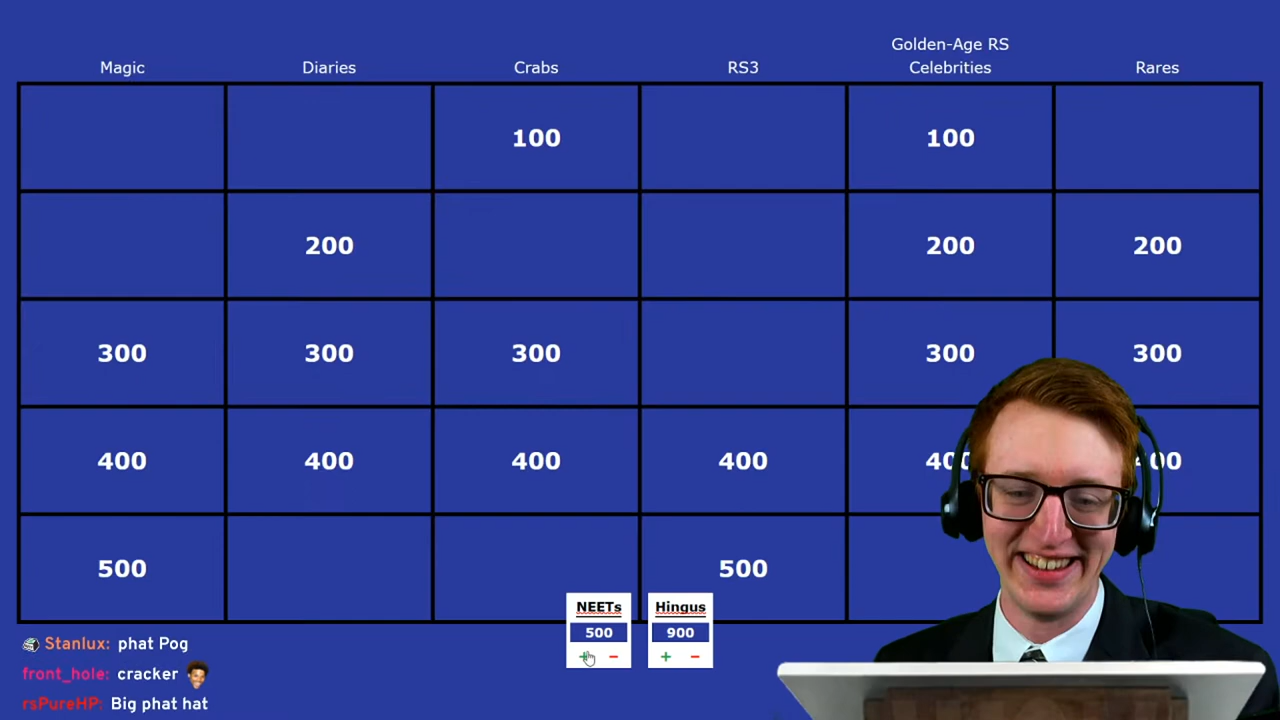 Magic
Diaries
Crabs
RS3
Golden-Age RS
Celebrities
Rares
100
100
200
200
200
300
300
300
300
300
400
400
400
400
400
400
500
500
NEETs
Hingus
500
900
+ −
+ −
Stanlux: phat Pog
front_hole: cracker
rsPureHP: Big phat hat